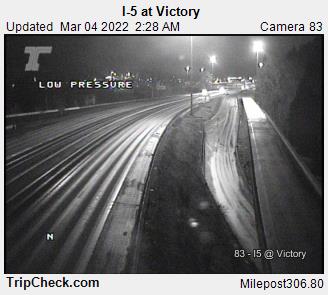 I-5 at Victory
Updated Mar 04 2022 2:28 AM Camera 83
LOW PRESSURE
N
83 - I5 @ Victory
TripCheck.com Milepost306.80